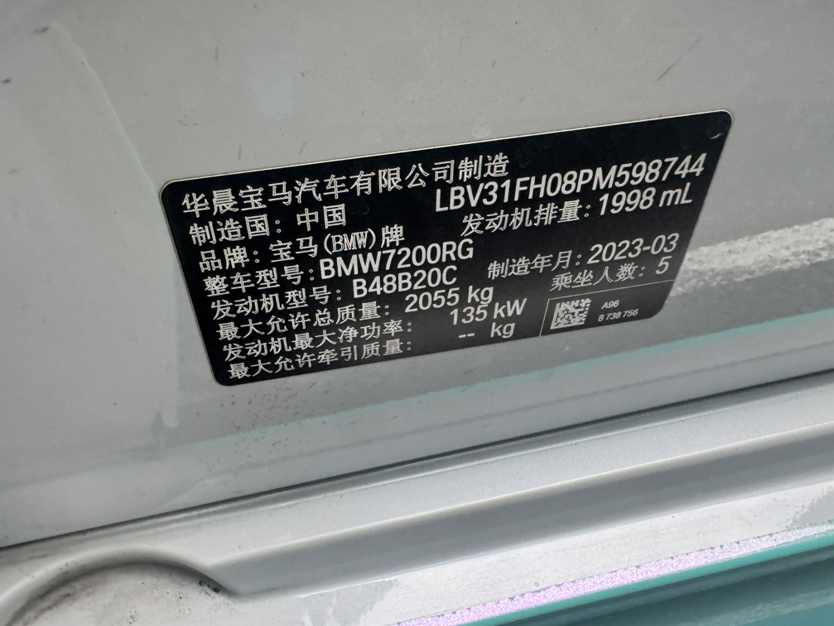 华晨宝马汽车有限公司制造
制造国：中国 LBV31FH08PM598744
品牌：宝马(BMW)牌 发动机排量：1998 mL
整车型号：BMW7200RG
发动机型号：B48B20C 制造年月：2023-03
最大允许总质量：2055 kg 乘坐人数：5
发动机最大净功率：135 kW
最大允许牵引质量：-- kg
A96
8 738 756